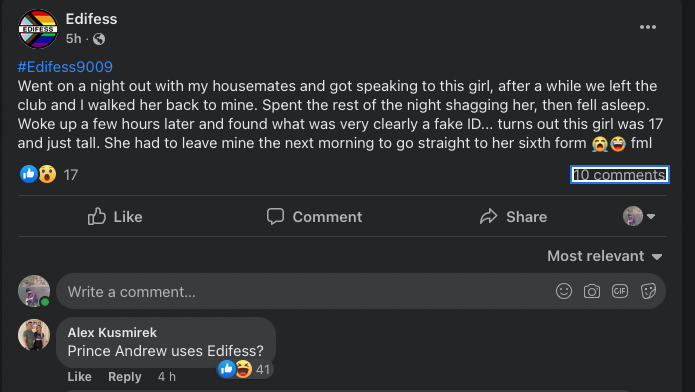 Edifess
EDIFESS
5h ·
#Edifess9009
Went on a night out with my housemates and got speaking to this girl, after a while we left the
club and I walked her back to mine. Spent the rest of the night shagging her, then fell asleep.
Woke up a few hours later and found what was very clearly a fake ID... turns out this girl was 17
and just tall. She had to leave mine the next morning to go straight to her sixth form 😭😂 fml
17 10 comments
Like Comment Share
Most relevant
Write a comment... GIF
Alex Kusmirek
Prince Andrew uses Edifess?
41
Like Reply 4 h